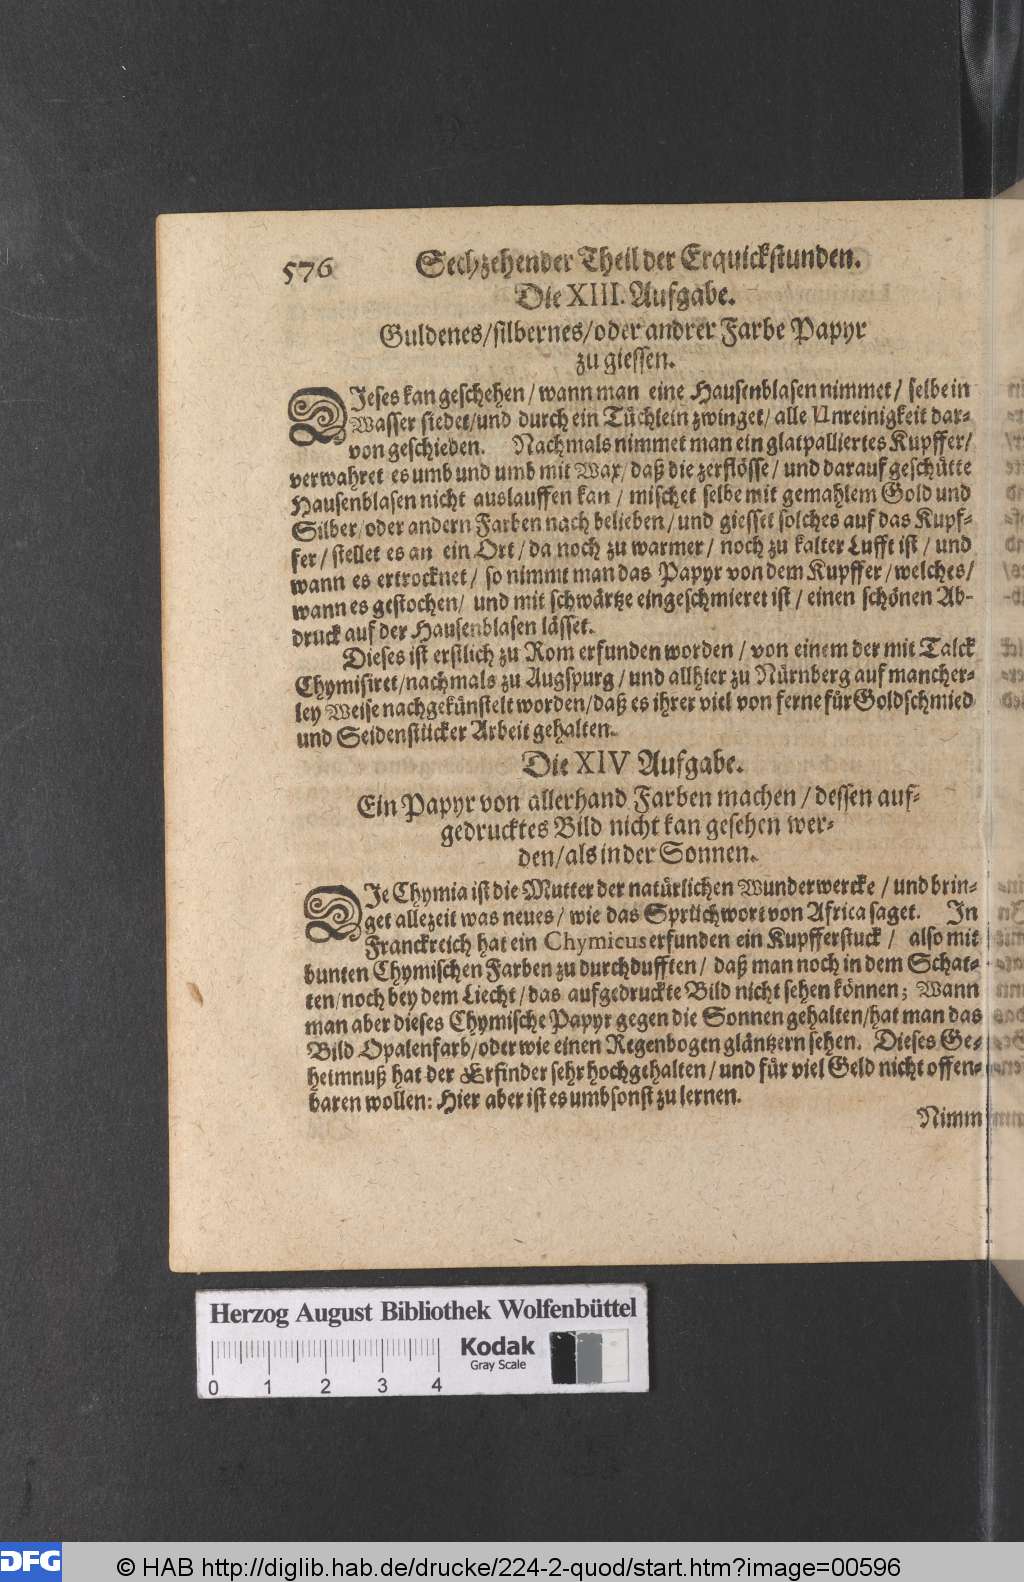 576 Sechzehender Theil der Erquickstunden.
Die XIII. Aufgabe.
Guldenes/silbernes/oder andrer Farbe Papyr
zu giessen.
DIeses kan geschehen/ wann man eine Hausenblasen nimmet/ selbe in
Wasser siedet/und durch ein Tüchlein zwinget/ alle Unreinigkeit dar-
von geschieden. Nachmals nimmet man ein glatpalliertes Kupffer/
verwahret es umb und umb mit Wax/ daß die zerflösse/ und darauf geschütte
Hausenblasen nicht auslauffen kan/ mischet selbe mit gemahlem Gold und
Silber/oder andern Farben nach belieben/ und giesset solches auf das Kupf-
fer/ stellet es an ein Ort/ da noch zu warmer/ noch zu kalter Lufft ist/ und
wann es ertrocknet/ so nimmt man das Papyr von dem Kupffer/welches/
wann es gestochen/ und mit schwärtze eingeschmieret ist/ einen schönen Ab-
druck auf der Hausenblasen lässet.
Dieses ist erstlich zu Rom erfunden worden/ von einem der mit Talck
Chymisiret/nachmals zu Augspurg/ und allhier zu Nürnberg auf mancher-
ley Weise nachgekünstelt worden/daß es ihrer viel von ferne für Goldschmied
und Seidenstücker Arbeit gehalten.
Die XIV Aufgabe.
Ein Papyr von allerhand Farben machen/ dessen auf-
gedrucktes Bild nicht kan gesehen wer-
den/als in der Sonnen.
DIe Chymia ist die Mutter der natürlichen Wunderwercke/ und brin-
get allezeit was neues/ wie das Sprüchwort von Africa saget. In
Franckreich hat ein Chymicus erfunden ein Kupfferstuck/ also mit
bunten Chymischen Farben zu durchdufften/ daß man noch in dem Schat-
ten/noch bey dem Liecht/das aufgedruckte Bild nicht sehen können; Wann
man aber dieses Chymische Papyr gegen die Sonnen gehalten/hat man das
Bild Opalenfarb/oder wie einen Regenbogen gläntzern sehen. Dieses Ge-
heimnuß hat der Erfinder sehr hochgehalten/ und für viel Geld nicht offen-
baren wollen: Hier aber ist es umbsonst zu lernen.
Nimm
Herzog August Bibliothek Wolfenbüttel
Kodak
Gray Scale
0 1 2 3 4
DFG © HAB http://diglib.hab.de/drucke/224-2-quod/start.htm?image=00596